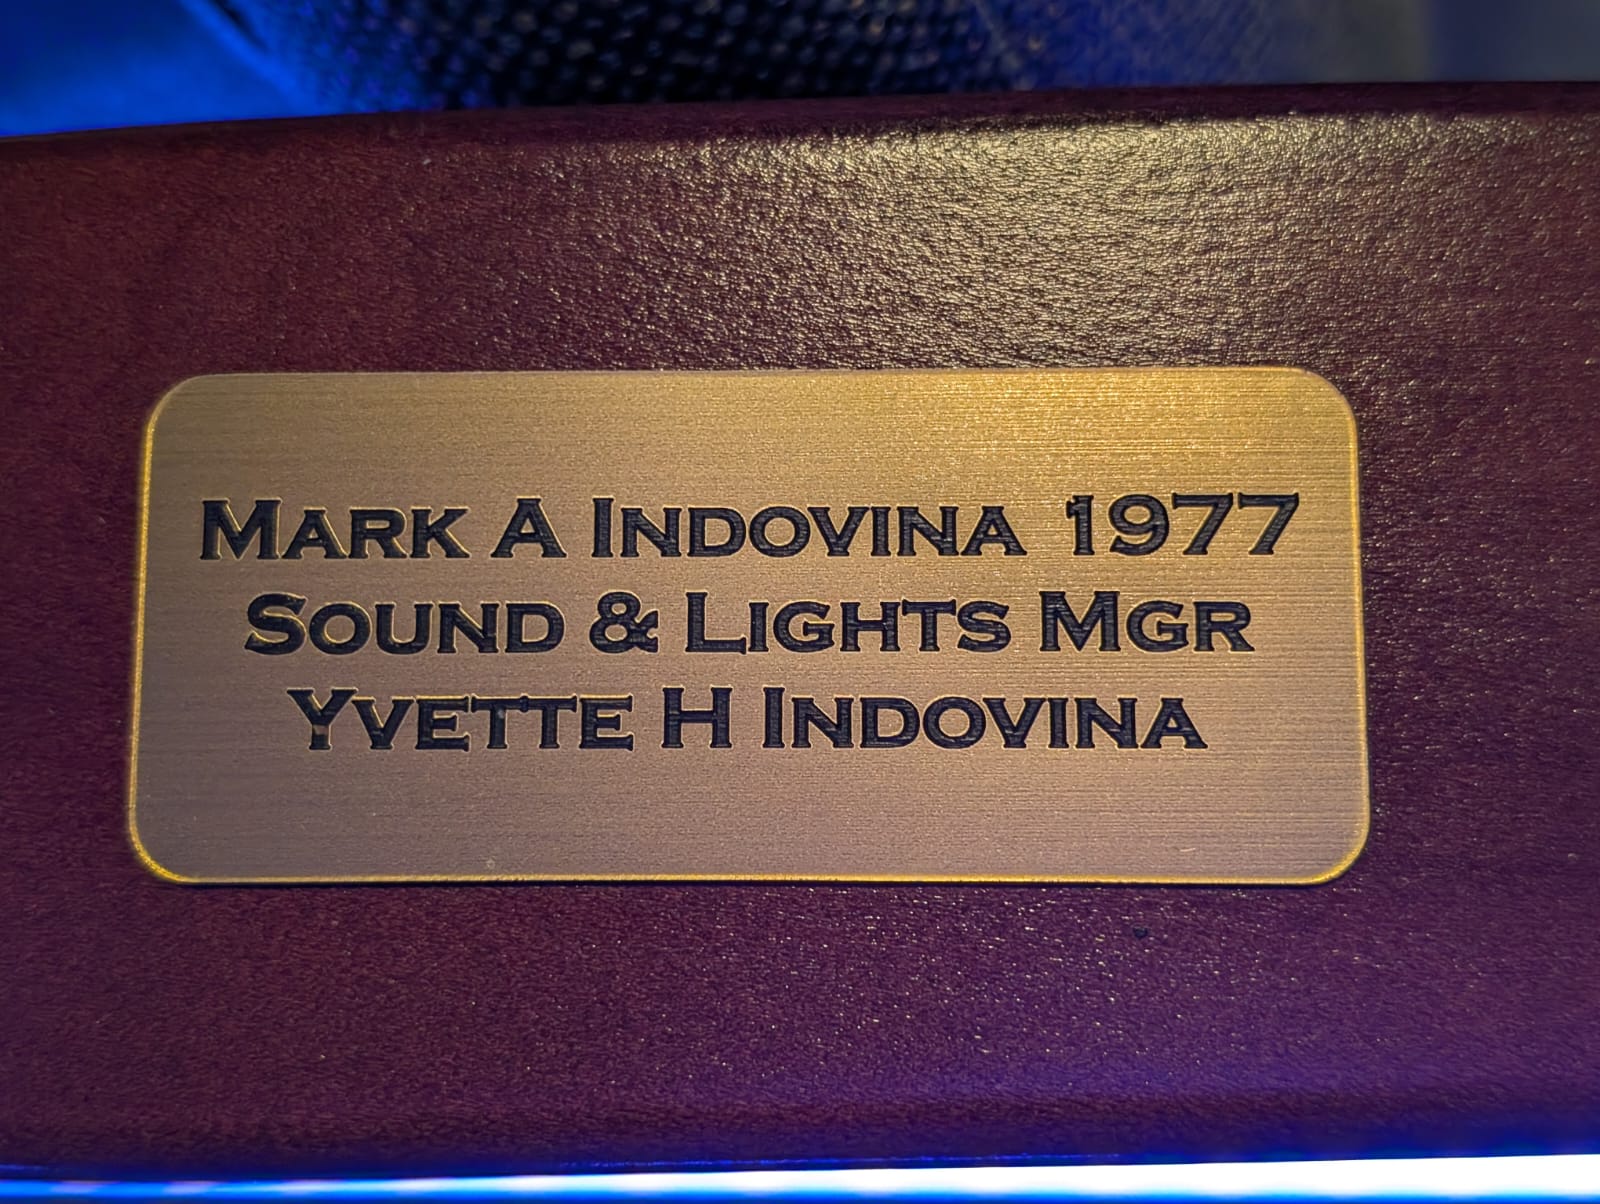 Mark A Indovina 1977
Sound & Lights Mgr
Yvette H Indovina